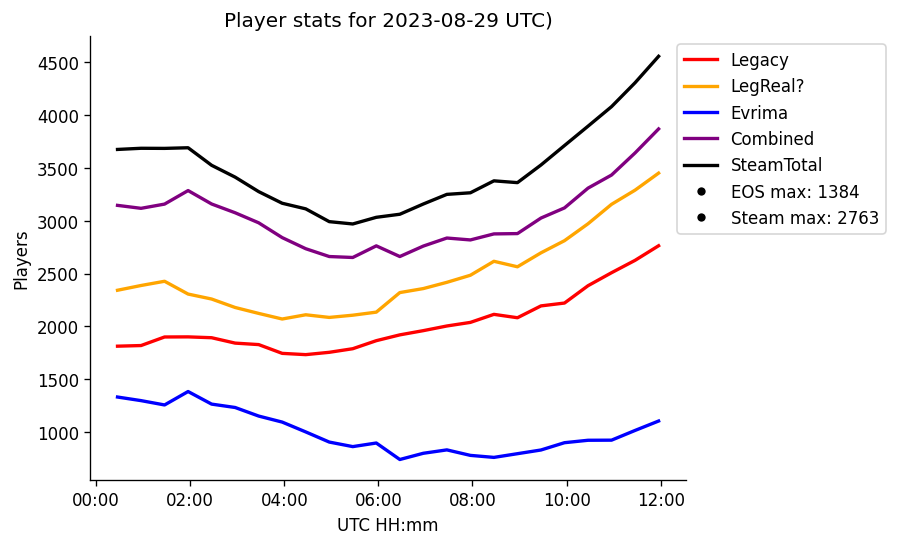 Player stats for 2023-08-29 UTC)
4500
4000
3500
3000
2500
2000
1500
1000
Players
00:00 02:00 04:00 06:00 08:00 10:00 12:00
UTC HH:mm
Legacy
LegReal?
Evrima
Combined
SteamTotal
EOS max: 1384
Steam max: 2763